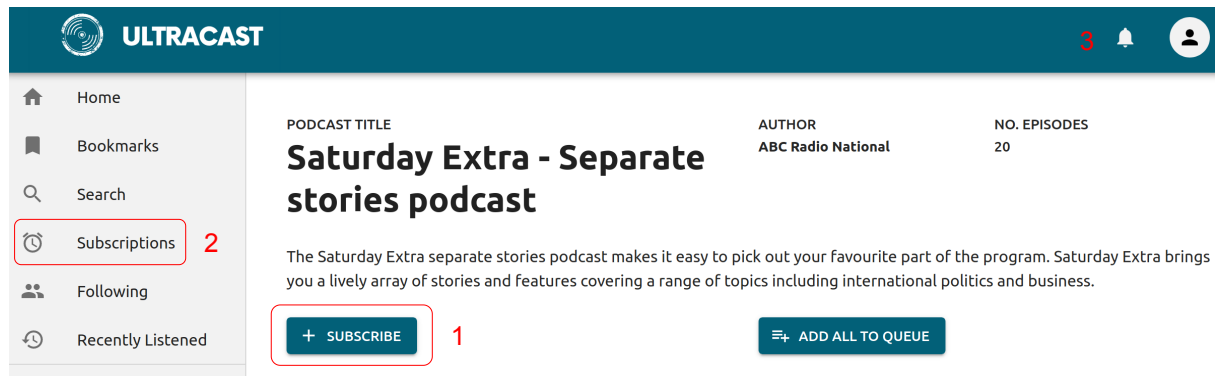 ULTRACAST
3
Home
Bookmarks
Search
Subscriptions
2
Following
Recently Listened
PODCAST TITLE
Saturday Extra - Separate
stories podcast
AUTHOR
ABC Radio National
NO. EPISODES
20
The Saturday Extra separate stories podcast makes it easy to pick out your favourite part of the program. Saturday Extra brings
you a lively array of stories and features covering a range of topics including international politics and business.
+ SUBSCRIBE
1
ADD ALL TO QUEUE